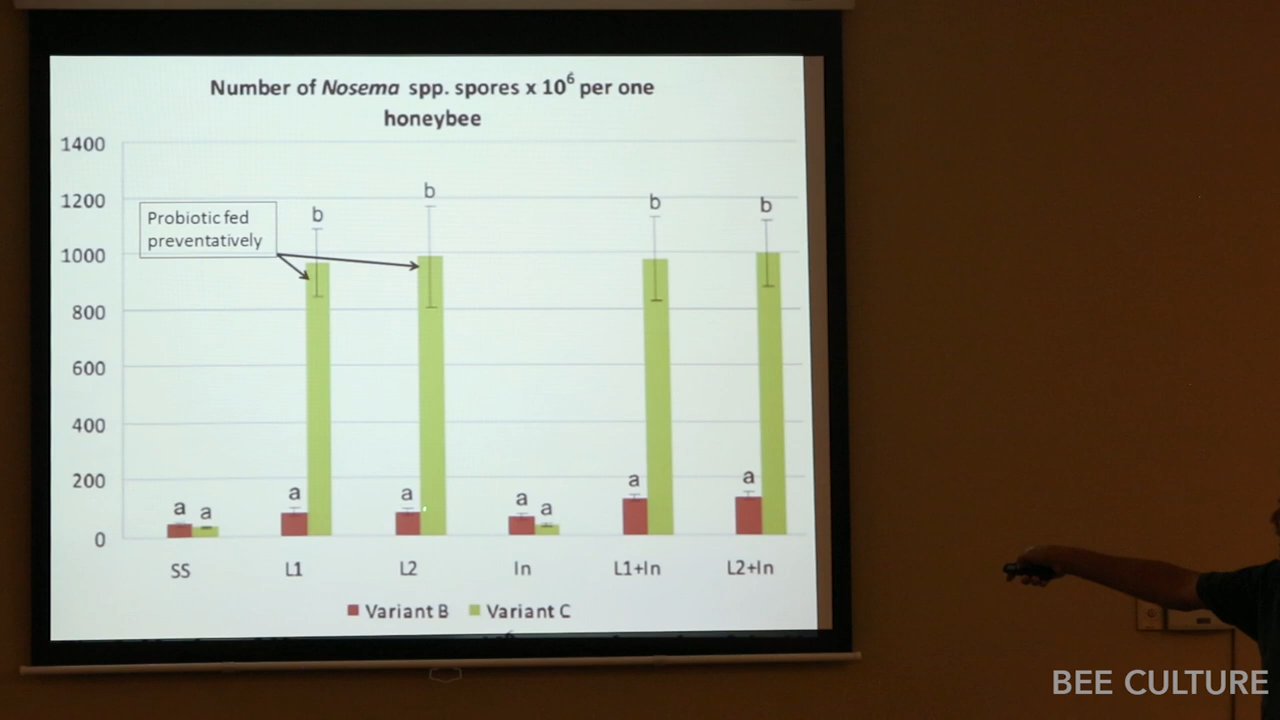 Number of Nosema spp. spores x 10⁶ per one
honeybee
1400
1200
1000
800
600
400
200
0
Probiotic fed
preventatively
b
b
b
b
a
a
a
a
a
a
a
a
SS
L1
L2
In
L1+In
L2+In
Variant B
Variant C
BEE CULTURE